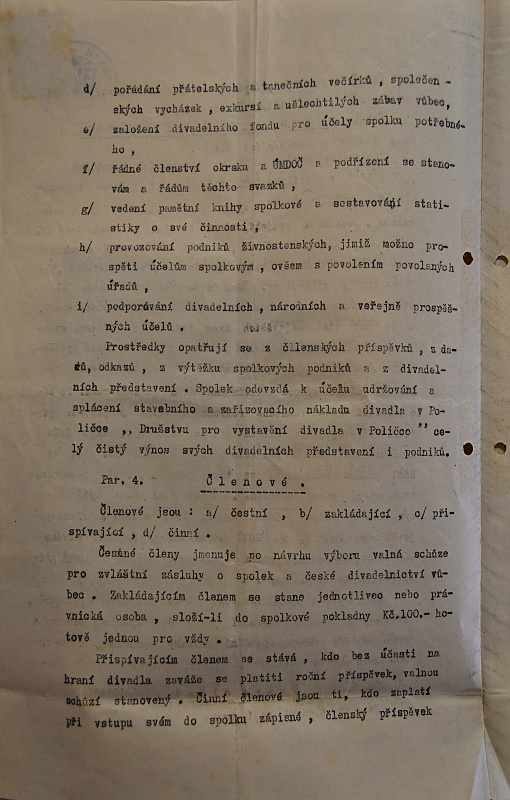 d/ pořádání přátelských a tanečních večírků , společen -
ských vycházek , exkursí a ušlechtilých zábav vůbec,
e/ založení divadelního fondu pro účely spolku potřebné-
ho ,
f/ řádné členství okrsku a ÚMDOČ a podřízení se stano-
vám a řádům těchto svazků ,
g/ vedení pamětní knihy spolkové a sestavování stati-
stiky o své činnosti,
h/ provozování podniků živnostenských, jimiž možno pro-
spěti účelům spolkovým , ovšem s povolením povolaných
úřadů ,
i/ podporování divadelních , národních a veřejně prospěš-
ných účelů .
Prostředky opatřují se z čllenských příspěvků , z da-
rů, odkazů , z výtěžku spolkových podniků a z divadel-
ních představení . Spolek odevzdá k účelu udržování a
splácení stavebního a zařizovacího nákladu divadla v Po-
ličce ,, Družstvu pro vystavění divadla v Poličce " ce-
lý čistý výnos svých divadelních představení i podniků.
Par. 4. Členové .
Členové jsou : a/ čestní , b/ zakládající , c/ při-
spívající , d/ činní .
Čestné členy jmenuje po návrhu výboru valná schůze
pro zvláštní zásluhy o spolek a české divadelnictví vů-
bec . Zakládajícím členem se stane jednotlivec nebo prá-
vnická osoba , složí-li do spolkové pokladny Kč.100.- ho-
tově jednou pro vždy .
Přispívajícím členem se stává , kdo bez účasti na
hraní divadla zaváže se platiti roční příspěvek, valnou
schůzí stanovený . Činní členové jsou ti, kdo zaplatí
při vstupu svém do spolku zápisné , členský příspěvek